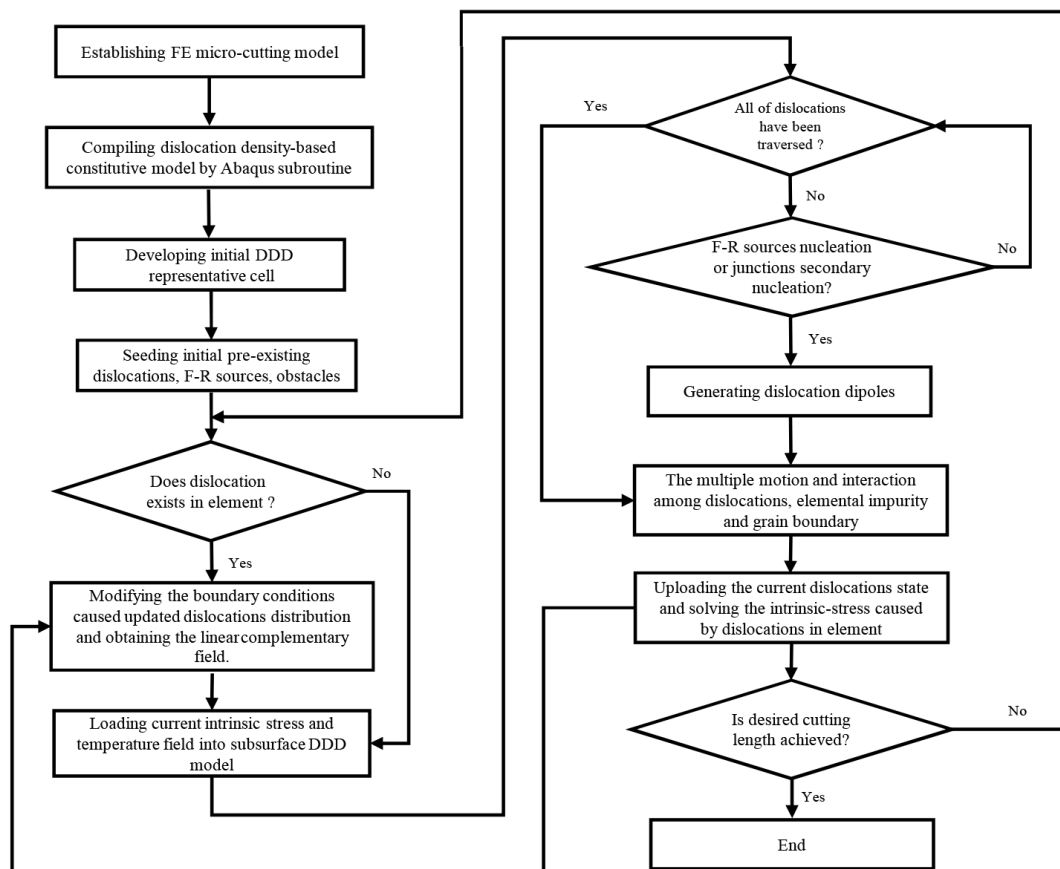 Establishing FE micro-cutting model
Compiling dislocation density-based
constitutive model by Abaqus subroutine
Developing initial DDD
representative cell
Seeding initial pre-existing
dislocations, F-R sources, obstacles
Does dislocation
exists in element ?
No
Yes
Modifying the boundary conditions
caused updated dislocations distribution
and obtaining the linear complementary
field.
Loading current intrinsic stress and
temperature field into subsurface DDD
model
All of dislocations
have been
traversed ?
Yes
No
F-R sources nucleation
or junctions secondary
nucleation?
No
Yes
Generating dislocation dipoles
The multiple motion and interaction
among dislocations, elemental impurity
and grain boundary
Uploading the current dislocations state
and solving the intrinsic-stress caused
by dislocations in element
Is desired cutting
length achieved?
No
Yes
End